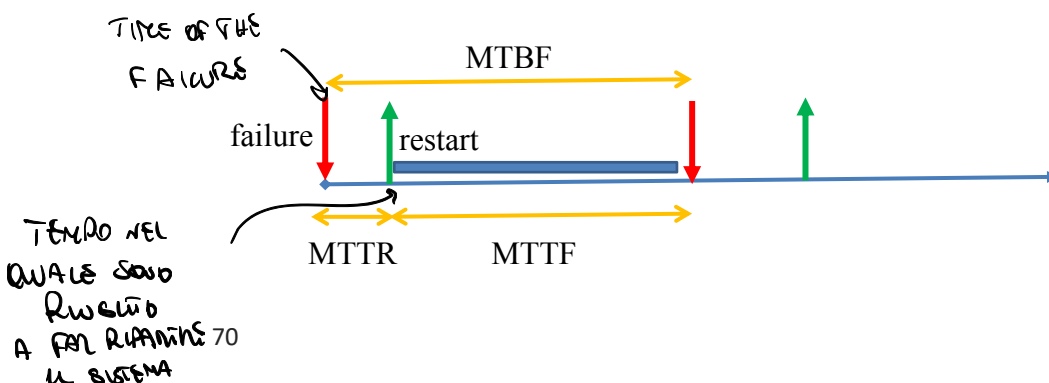 TIME OF THE
FAILURE
MTBF
failure
restart
MTTR
MTTF
TEMPO NEL
QUALE SONO
RIUSCITO
A FAR RIPARTIRE
IL SISTEMA
70